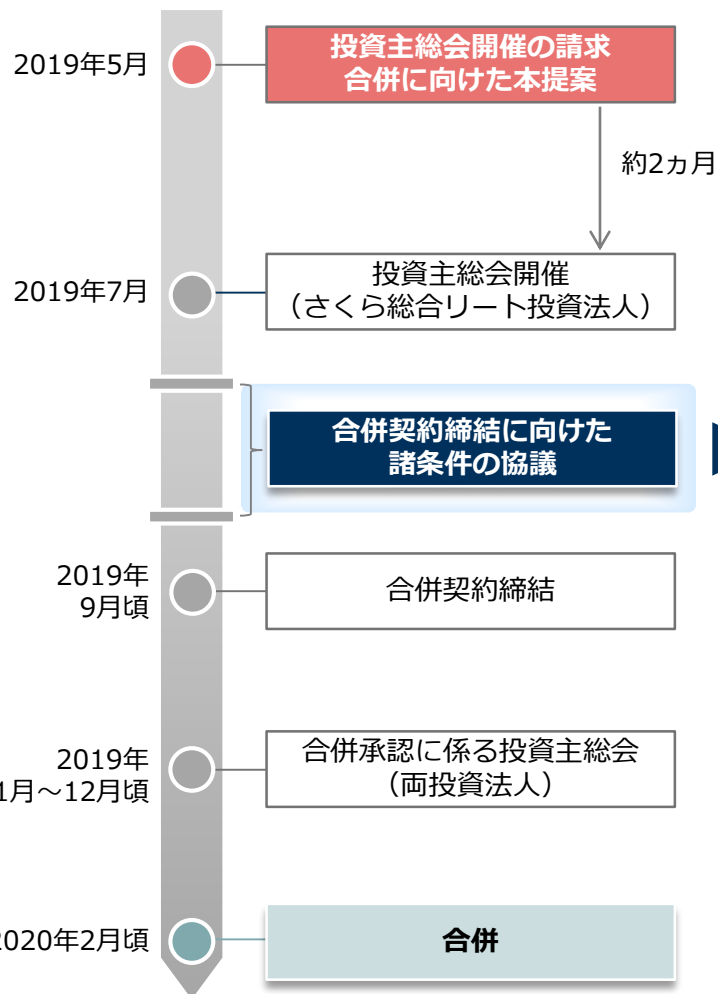 2019年5月
投資主総会開催の請求
合併に向けた本提案
約2ヵ月
2019年7月
投資主総会開催
（さくら総合リート投資法人）
合併契約締結に向けた
諸条件の協議
2019年
9月頃
合併契約締結
2019年
1月～12月頃
合併承認に係る投資主総会
（両投資法人）
2020年2月頃
合併